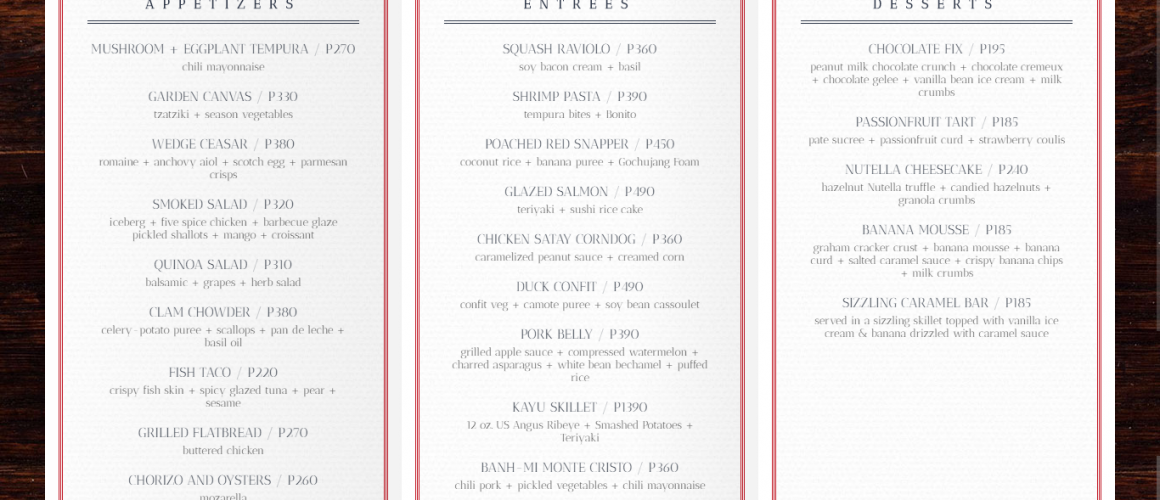 APPETIZERS
MUSHROOM + EGGPLANT TEMPURA / P270
chili mayonnaise
GARDEN CANVAS / P330
tzatziki + season vegetables
WEDGE CEASAR / P380
romaine + anchovy aiol + scotch egg + parmesan
crisps
SMOKED SALAD / P320
iceberg + five spice chicken + barbecue glaze
pickled shallots + mango + croissant
QUINOA SALAD / P310
balsamic + grapes + herb salad
CLAM CHOWDER / P380
celery-potato puree + scallops + pan de leche +
basil oil
FISH TACO / P220
crispy fish skin + spicy glazed tuna + pear +
sesame
GRILLED FLATBREAD / P270
buttered chicken
CHORIZO AND OYSTERS / P260
mozarella
ENTREES
SQUASH RAVIOLO / P360
soy bacon cream + basil
SHRIMP PASTA / P390
tempura bites + Bonito
POACHED RED SNAPPER / P450
coconut rice + banana puree + Gochujang Foam
GLAZED SALMON / P490
teriyaki + sushi rice cake
CHICKEN SATAY CORNDOG / P360
caramelized peanut sauce + creamed corn
DUCK CONFIT / P490
confit veg + camote puree + soy bean cassoulet
PORK BELLY / P390
grilled apple sauce + compressed watermelon +
charred asparagus + white bean bechamel + puffed
rice
KAYU SKILLET / P1390
12 oz. US Angus Ribeye + Smashed Potatoes +
Teriyaki
BANH-MI MONTE CRISTO / P360
chili pork + pickled vegetables + chili mayonnaise
DESSERTS
CHOCOLATE FIX / P195
peanut milk chocolate crunch + chocolate cremeux
+ chocolate gelee + vanilla bean ice cream + milk
crumbs
PASSIONFRUIT TART / P185
pate sucree + passionfruit curd + strawberry coulis
NUTELLA CHEESECAKE / P240
hazelnut Nutella truffle + candied hazelnuts +
granola crumbs
BANANA MOUSSE / P185
graham cracker crust + banana mousse + banana
curd + salted caramel sauce + crispy banana chips
+ milk crumbs
SIZZLING CARAMEL BAR / P185
served in a sizzling skillet topped with vanilla ice
cream & banana drizzled with caramel sauce